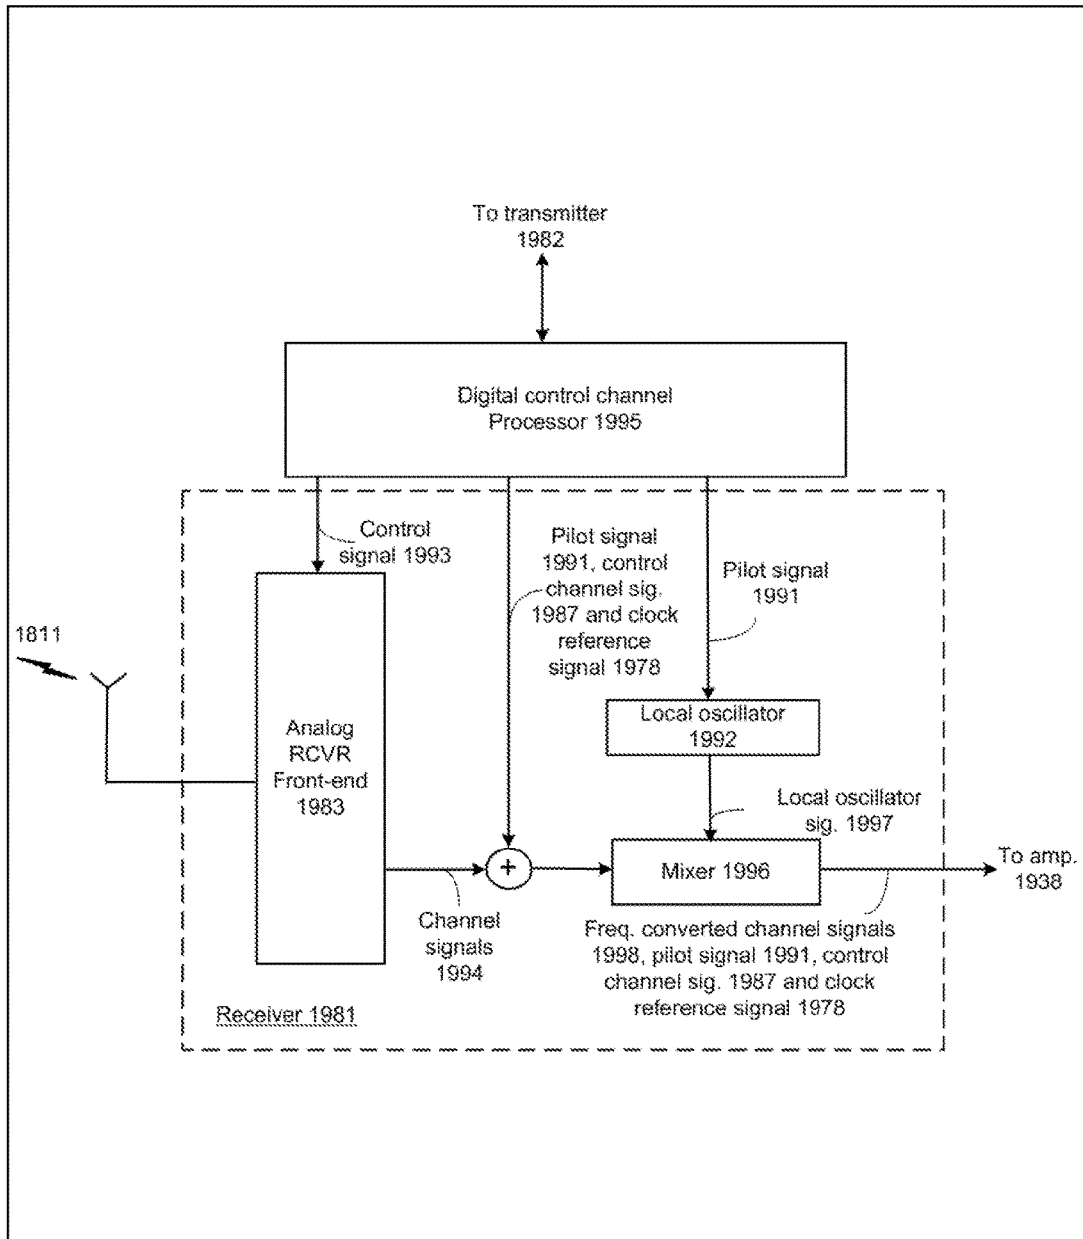 To transmitter
1982
Digital control channel
Processor 1995
Control
signal 1993
Pilot signal
1991, control
channel sig.
1987 and clock
reference
signal 1978
Pilot signal
1991
1811
Analog
RCVR
Front-end
1983
Local oscillator
1992
Local oscillator
sig. 1997
+
Mixer 1996
To amp.
1938
Channel
signals
1994
Freq. converted channel signals
1998, pilot signal 1991, control
channel sig. 1987 and clock
reference signal 1978
Receiver 1981